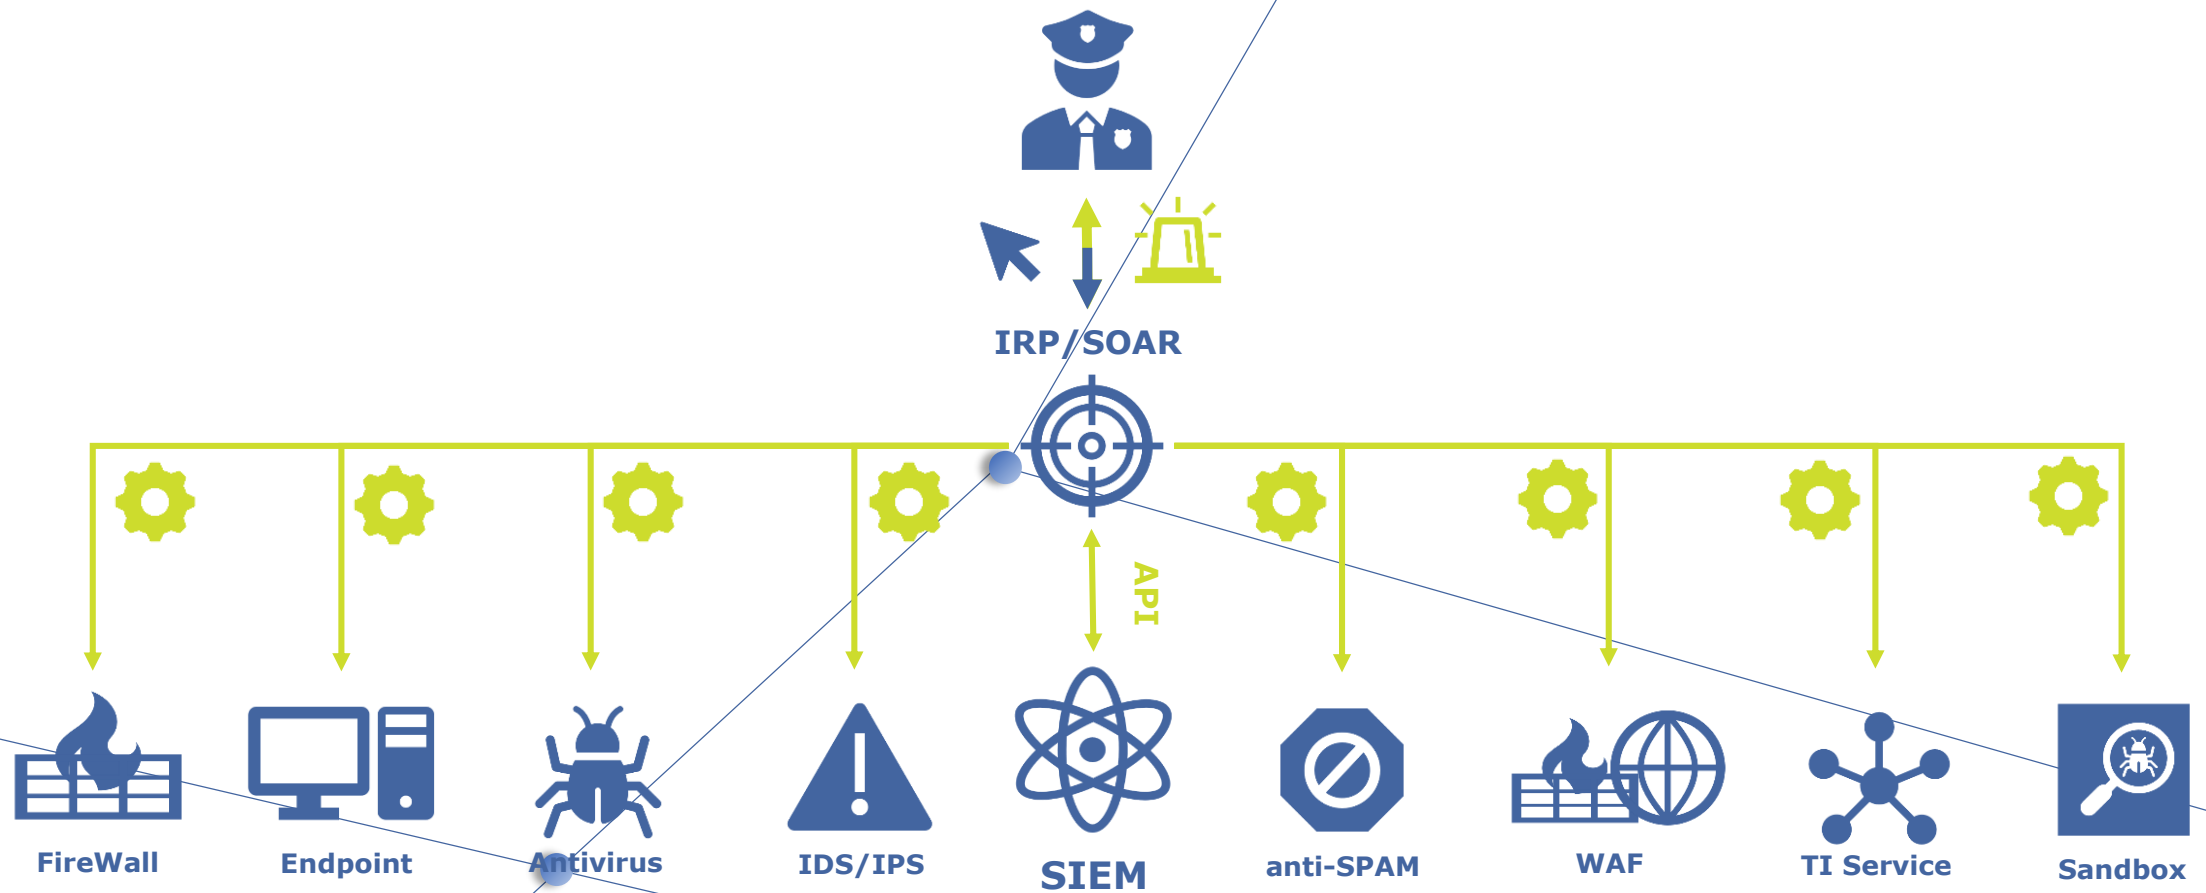 IRP/SOAR
API
FireWall
Endpoint
Antivirus
IDS/IPS
SIEM
anti-SPAM
WAF
TI Service
Sandbox